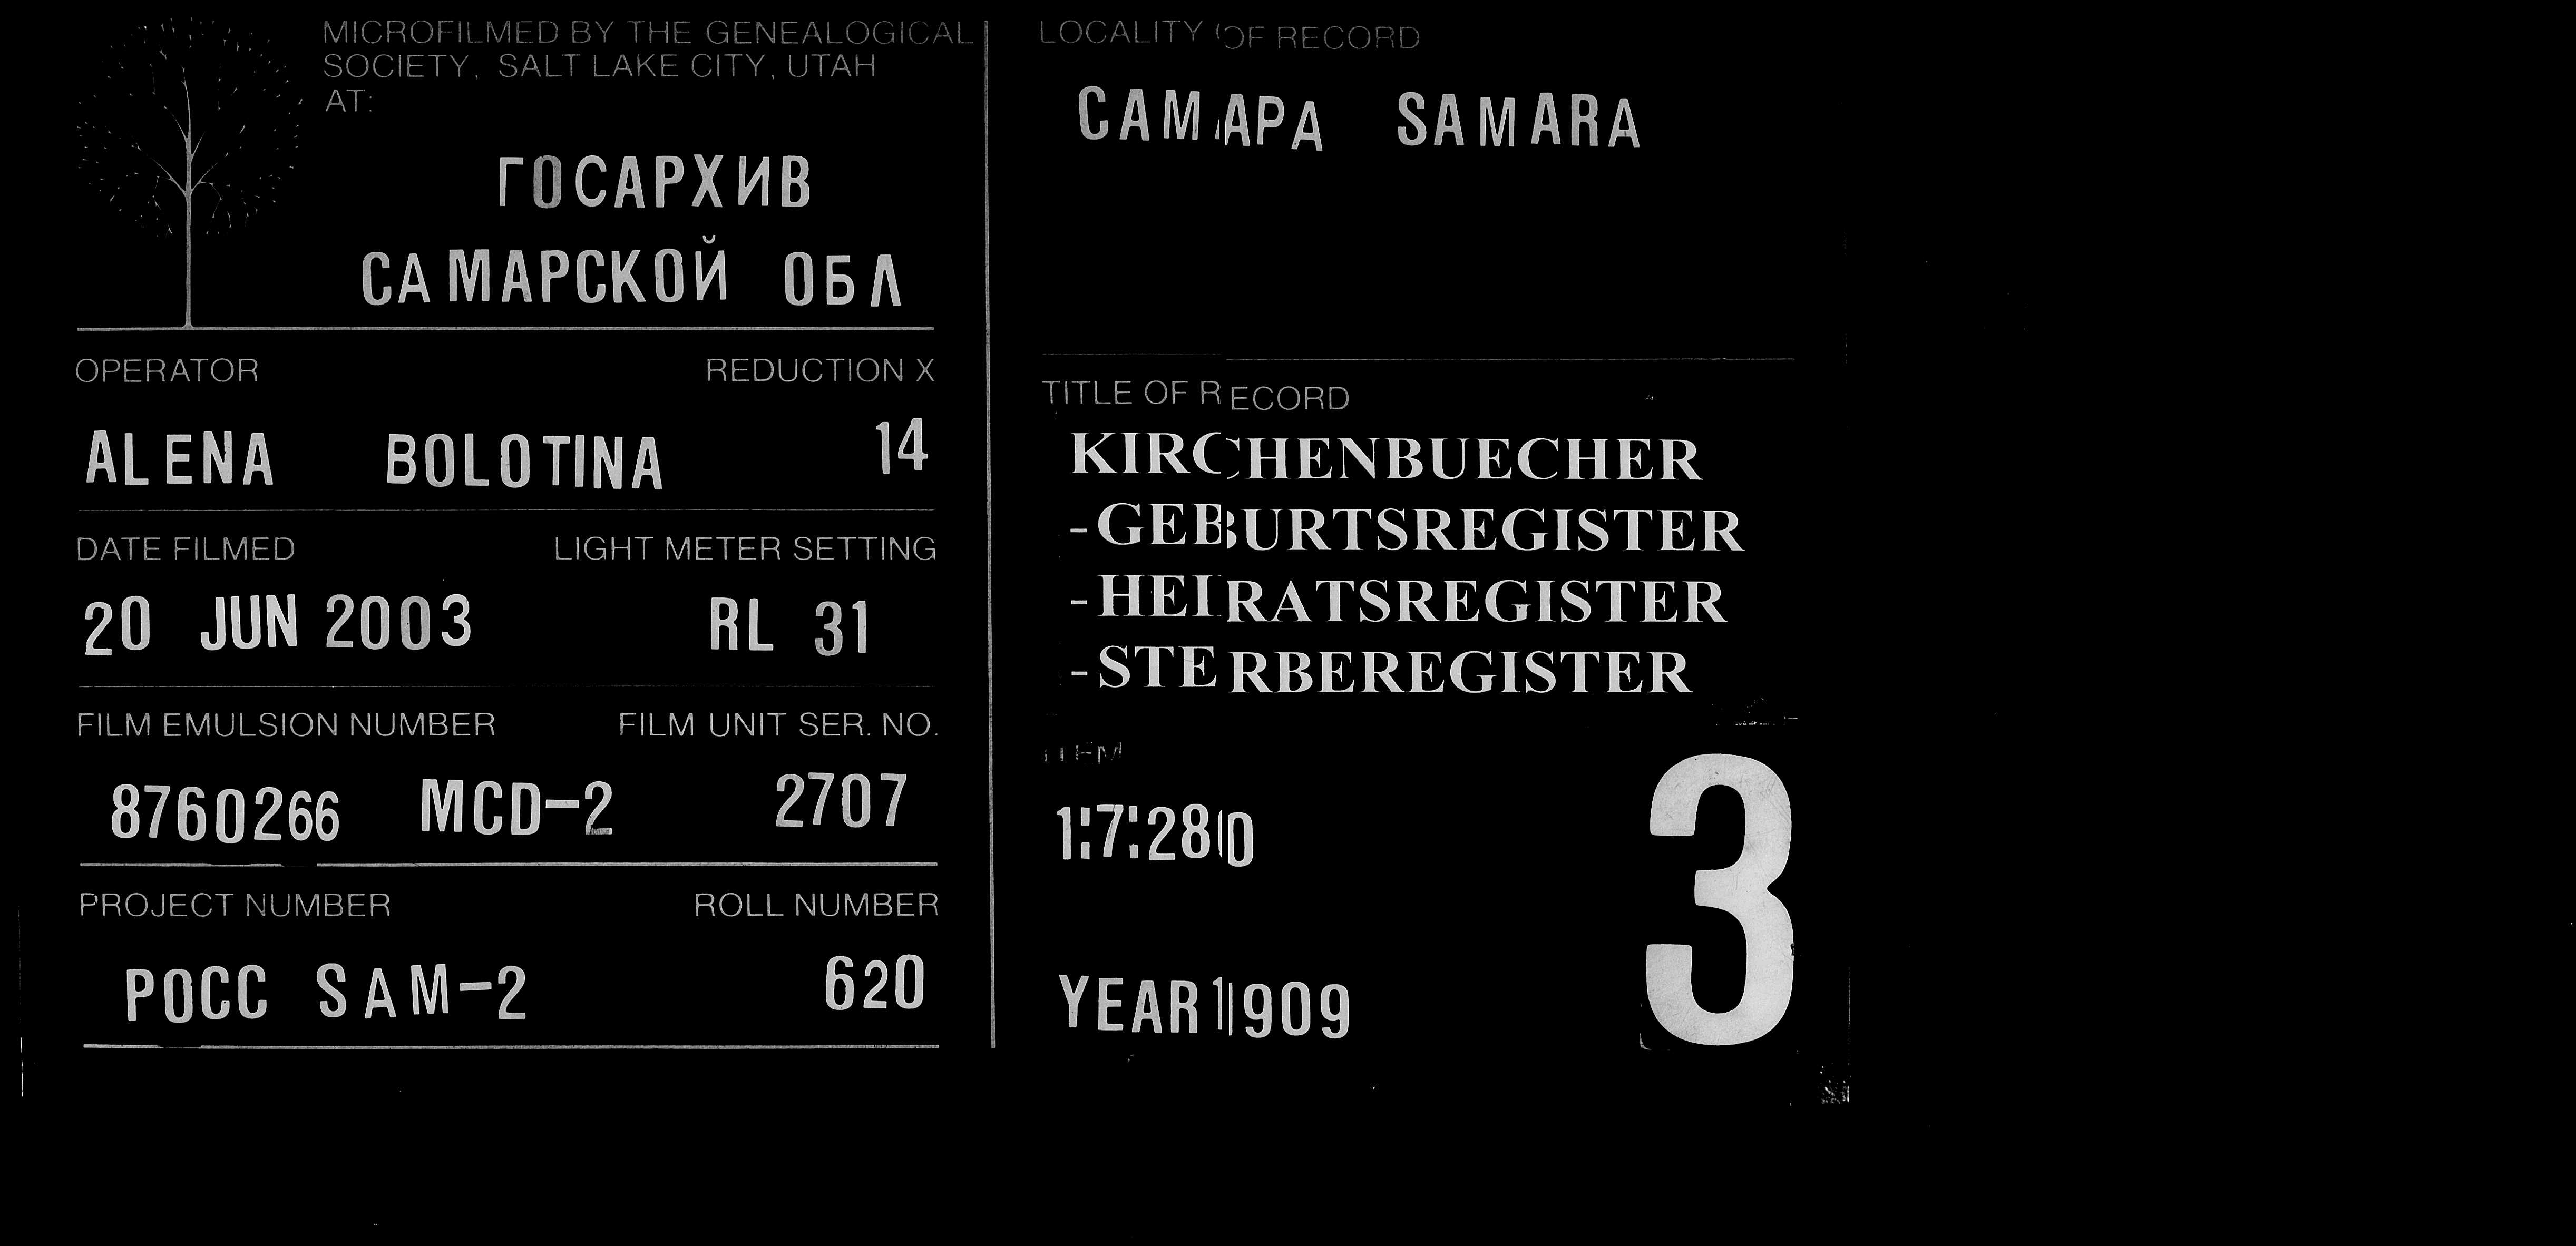 MICROFILMED BY THE GENEALOGICAL
SOCIETY, SALT LAKE CITY, UTAH
AT:
ГОСАРХИВ
САМАРСКОЙ ОБЛ
OPERATOR REDUCTION X
ALENA BOLOTINA 14
DATE FILMED LIGHT METER SETTING
20 JUN 2003 RL 31
FILM EMULSION NUMBER FILM UNIT SER. NO.
8760266 MCD-2 2707
PROJECT NUMBER ROLL NUMBER
РОСС SAM-2 620
LOCALITY OF RECORD
САМАРА SAMARA
TITLE OF RECORD
KIRCHENBUECHER
-GEBURTSREGISTER
-HEIRATSREGISTER
-STERBEREGISTER
ITEM
1:7:280
3
YEAR 1909